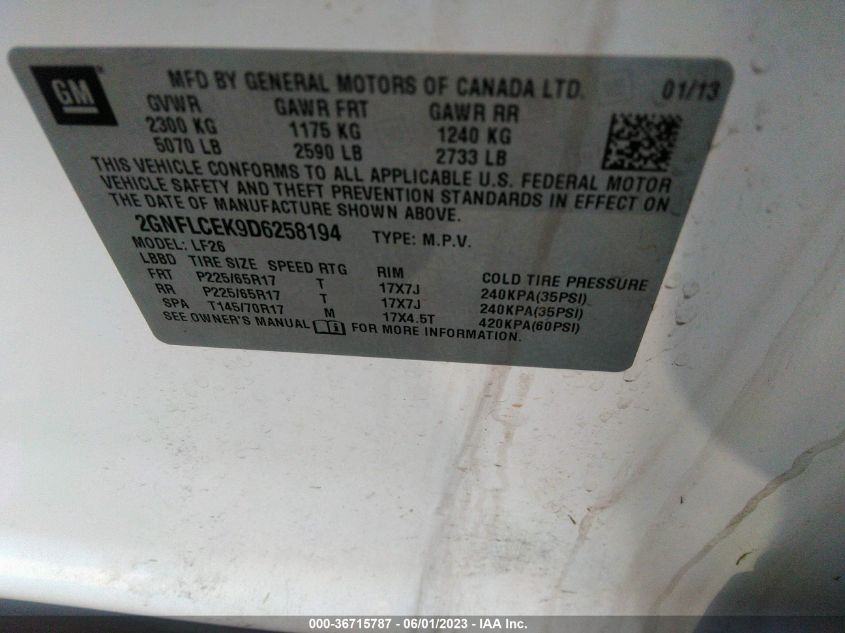 GM
MFD BY GENERAL MOTORS OF CANADA LTD. 01/13
GVWR GAWR FRT GAWR RR
2300 KG 1175 KG 1240 KG
5070 LB 2590 LB 2733 LB
THIS VEHICLE CONFORMS TO ALL APPLICABLE U.S. FEDERAL MOTOR
VEHICLE SAFETY AND THEFT PREVENTION STANDARDS IN EFFECT ON
THE DATE OF MANUFACTURE SHOWN ABOVE.
2GNFLCEK9D6258194 TYPE: M.P.V.
MODEL: LF26
LBBD TIRE SIZE SPEED RTG RIM COLD TIRE PRESSURE
FRT P225/65R17 T 17X7J 240KPA(35PSI)
RR P225/65R17 T 17X7J 240KPA(35PSI)
SPA T145/70R17 M 17X4.5T 420KPA(60PSI)
SEE OWNER'S MANUAL FOR MORE INFORMATION.
000-36715787 - 06/01/2023 - IAA Inc.